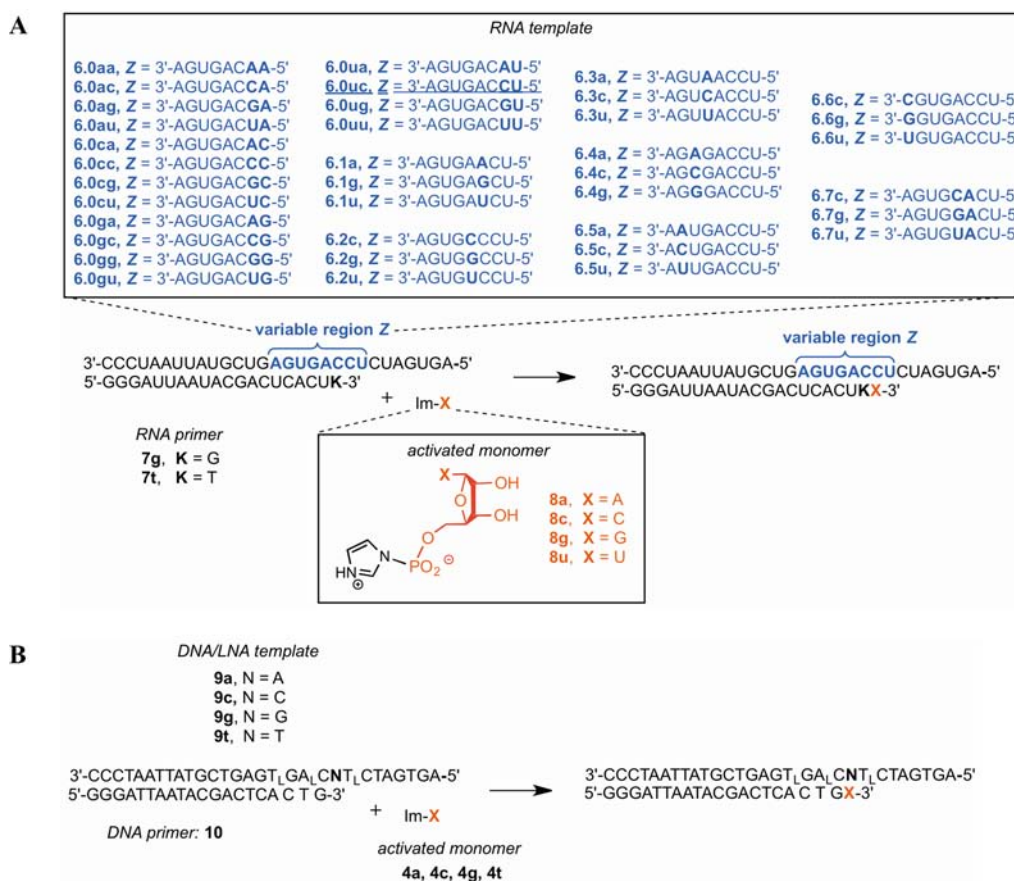 A
RNA template
6.0aa, Z = 3'-AGUGACAA-5'
6.0ac, Z = 3'-AGUGACCA-5'
6.0ag, Z = 3'-AGUGACGA-5'
6.0au, Z = 3'-AGUGACUA-5'
6.0ca, Z = 3'-AGUGACAC-5'
6.0cc, Z = 3'-AGUGACCC-5'
6.0cg, Z = 3'-AGUGACGC-5'
6.0cu, Z = 3'-AGUGACUC-5'
6.0ga, Z = 3'-AGUGACAG-5'
6.0gc, Z = 3'-AGUGACCG-5'
6.0gg, Z = 3'-AGUGACGG-5'
6.0gu, Z = 3'-AGUGACUG-5'
6.0ua, Z = 3'-AGUGACAU-5'
6.0uc, Z = 3'-AGUGACCU-5'
6.0ug, Z = 3'-AGUGACGU-5'
6.0uu, Z = 3'-AGUGACUU-5'
6.1a, Z = 3'-AGUGAACU-5'
6.1g, Z = 3'-AGUGAGCU-5'
6.1u, Z = 3'-AGUGAUCU-5'
6.2c, Z = 3'-AGUGCCCU-5'
6.2g, Z = 3'-AGUGGCCU-5'
6.2u, Z = 3'-AGUGUCCU-5'
6.3a, Z = 3'-AGUAACCU-5'
6.3c, Z = 3'-AGUCACCU-5'
6.3u, Z = 3'-AGUUACCU-5'
6.4a, Z = 3'-AGAGACCU-5'
6.4c, Z = 3'-AGCGACCU-5'
6.4g, Z = 3'-AGGGACCU-5'
6.5a, Z = 3'-AAUGACCU-5'
6.5c, Z = 3'-ACUGACCU-5'
6.5u, Z = 3'-AUUGACCU-5'
6.6c, Z = 3'-CGUGACCU-5'
6.6g, Z = 3'-GGUGACCU-5'
6.6u, Z = 3'-UGUGACCU-5'
6.7c, Z = 3'-AGUGCACU-5'
6.7g, Z = 3'-AGUGGACU-5'
6.7u, Z = 3'-AGUGUACU-5'
variable region Z
3'-CCCUAAUUAUGCUGAGUGACCUCUAGUGA-5'
5'-GGGAUUAAUACGACUCACUK-3'
+ Im-X
variable region Z
3'-CCCUAAUUAUGCUGAGUGACCUCUAGUGA-5'
5'-GGGAUUAAUACGACUCACUKX-3'
RNA primer
7g, K = G
7t, K = T
activated monomer
X
O
OH
OH
O
N
P
PO2 ⊖
HN
⊕
8a, X = A
8c, X = C
8g, X = G
8u, X = U
B
DNA/LNA template
9a, N = A
9c, N = C
9g, N = G
9t, N = T
3'-CCCTAATTATGCTGAGTLGALCNTLCTAGTGA-5'
5'-GGGATTAATACGACTCA C T G-3'
+ Im-X
DNA primer: 10
activated monomer
4a, 4c, 4g, 4t
3'-CCCTAATTATGCTGAGTLGALCNTLCTAGTGA-5'
5'-GGGATTAATACGACTCA C T GX-3'